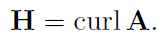 H = curl A.